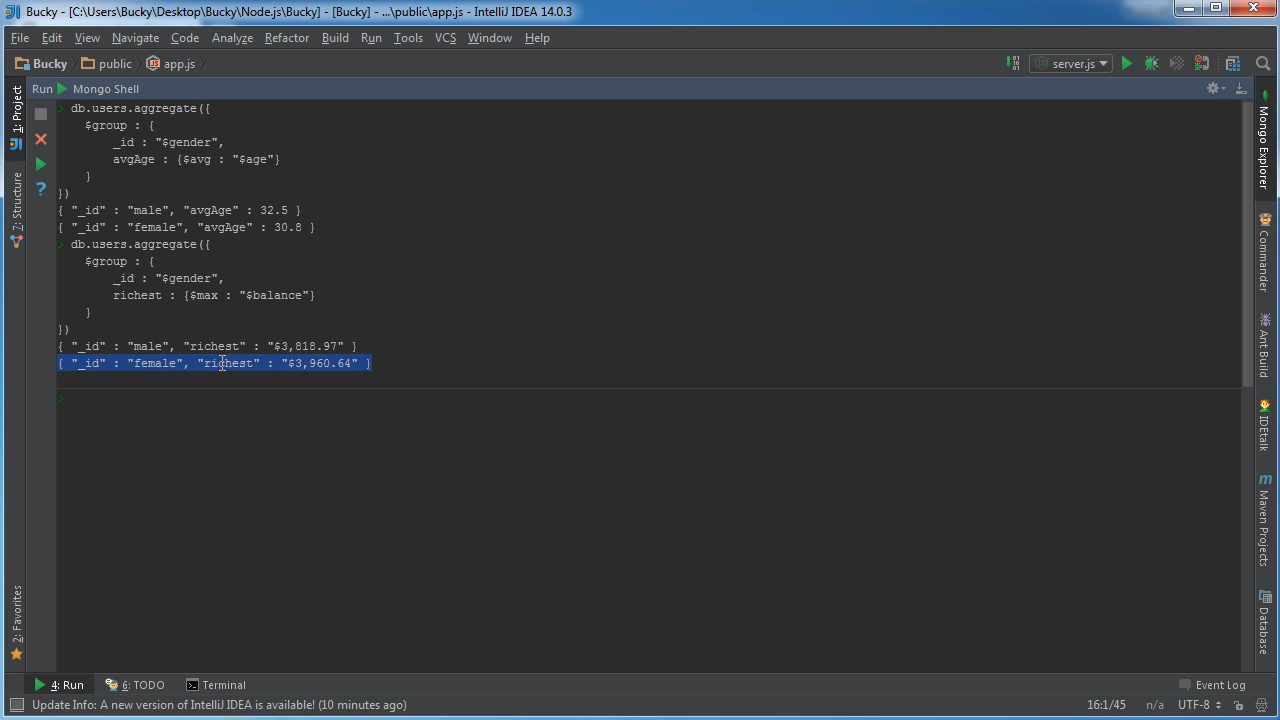 Bucky - [C:\Users\Bucky\Desktop\Bucky\Node.js\Bucky] - [Bucky] - ...\public\app.js - IntelliJ IDEA 14.0.3
File Edit View Navigate Code Analyze Refactor Build Run Tools VCS Window Help
Bucky public app.js server.js
Run Mongo Shell
> db.users.aggregate({
$group : {
_id : "$gender",
avgAge : {$avg : "$age"}
}
})
{ "_id" : "male", "avgAge" : 32.5 }
{ "_id" : "female", "avgAge" : 30.8 }
> db.users.aggregate({
$group : {
_id : "$gender",
richest : {$max : "$balance"}
}
})
{ "_id" : "male", "richest" : "$3,818.97" }
{ "_id" : "female", "richest" : "$3,960.64" }
>
1: Project
7: Structure
2: Favorites
Mongo Explorer
Commander
Ant Build
IDEtalk
Maven Projects
Database
4: Run 6: TODO Terminal Event Log
Update Info: A new version of IntelliJ IDEA is available! (10 minutes ago) 16:1/45 n/a UTF-8